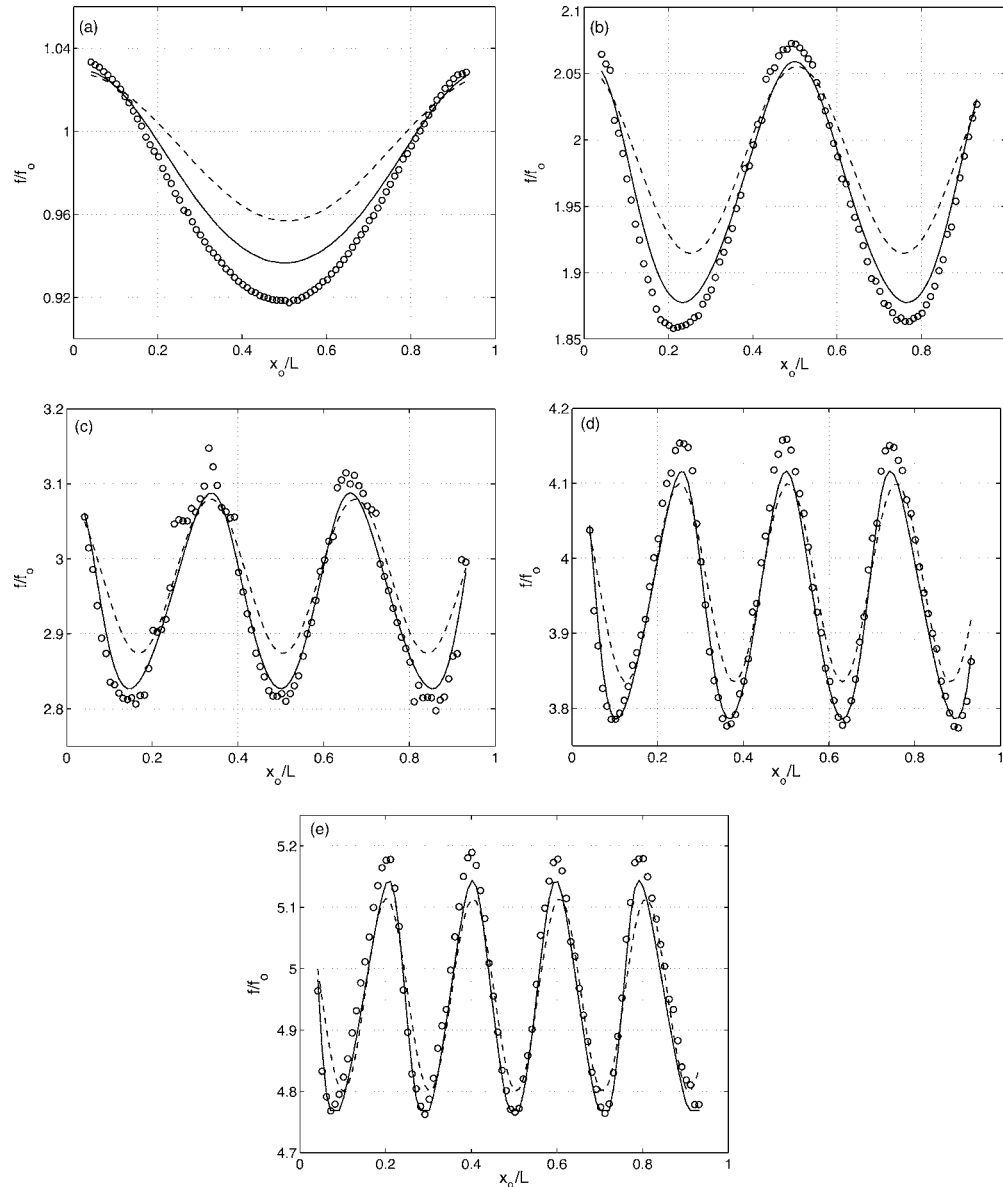 (a)
1.04
1
0.96
0.92
f/f_o
0 0.2 0.4 0.6 0.8 1
x_o/L
(b)
2.1
2.05
2
1.95
1.9
1.85
f/f_o
0 0.2 0.4 0.6 0.8 1
x_o/L
(c)
3.2
3.1
3
2.9
2.8
f/f_o
0 0.2 0.4 0.6 0.8 1
x_o/L
(d)
4.2
4.1
4
3.9
3.8
f/f_o
0 0.2 0.4 0.6 0.8 1
x_o/L
(e)
5.2
5.1
5
4.9
4.8
4.7
f/f_o
0 0.2 0.4 0.6 0.8 1
x_o/L